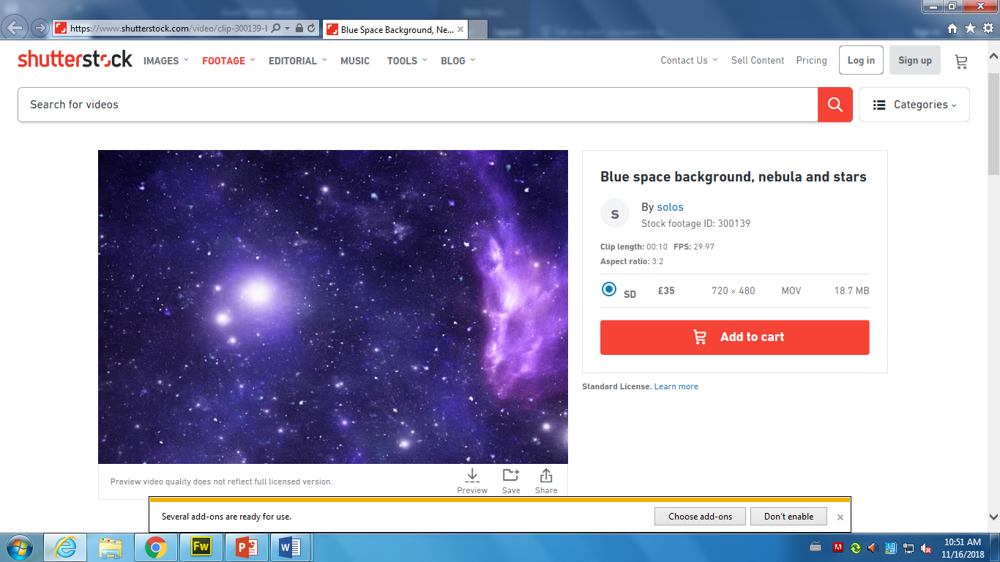 https://www.shutterstock.com/video/clip-300139-l
Blue Space Background, Ne...
shutterstock
IMAGES
FOOTAGE
EDITORIAL
MUSIC
TOOLS
BLOG
Contact Us
Sell Content
Pricing
Log in
Sign up
Search for videos
Categories
Blue space background, nebula and stars
s
By solos
Stock footage ID: 300139
Clip length: 00:10 FPS: 29.97
Aspect ratio: 3:2
SD £35 720 × 480 MOV 18.7 MB
Add to cart
Standard License. Learn more
Preview video quality does not reflect full licensed version.
Preview
Save
Share
Several add-ons are ready for use.
Choose add-ons
Don't enable
Fw
P
W
10:51 AM
11/16/2018